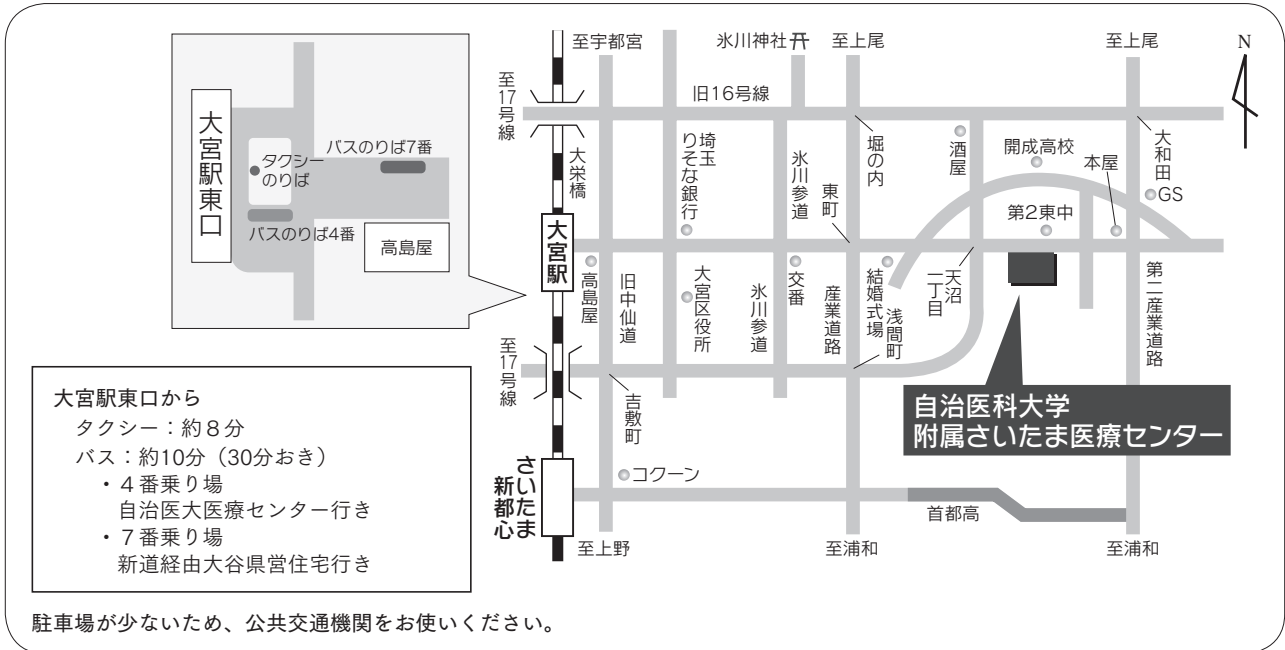 大宮駅東口
タクシー
のりば
バスのりば7番
バスのりば4番
高島屋
至宇都宮
氷川神社
至上尾
至上尾
N
至17号線
旧16号線
大栄橋
埼玉
りそな銀行
氷川参道
東町
堀の内
酒屋
開成高校
本屋
大和田
GS
第2東中
大宮駅
高島屋
旧中仙道
大宮区役所
氷川参道
交番
産業道路
結婚式場
浅間町
天沼
一丁目
第二産業道路
至17号線
吉敷町
自治医科大学
附属さいたま医療センター
さいたま
新都心
コクーン
首都高
至上野
至浦和
至浦和
大宮駅東口から
タクシー：約８分
バス：約10分（30分おき）
・４番乗り場
自治医大医療センター行き
・７番乗り場
新道経由大谷県営住宅行き
駐車場が少ないため、公共交通機関をお使いください。